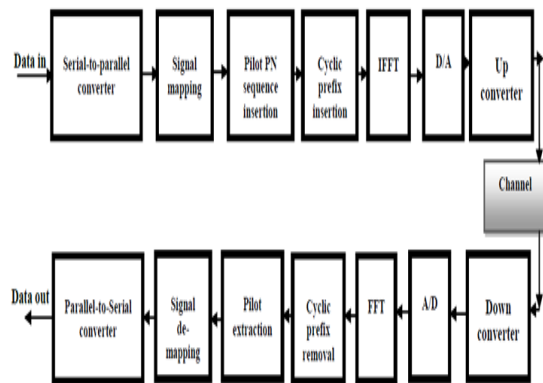 Data in
Serial-to-parallel
converter
Signal
mapping
Pilot PN
sequence
insertion
Cyclic
prefix
insertion
IFFT
D/A
Up
converter
Channel
Data out
Parallel-to-Serial
converter
Signal
de-
mapping
Pilot
extraction
Cyclic
prefix
removal
FFT
A/D
Down
converter